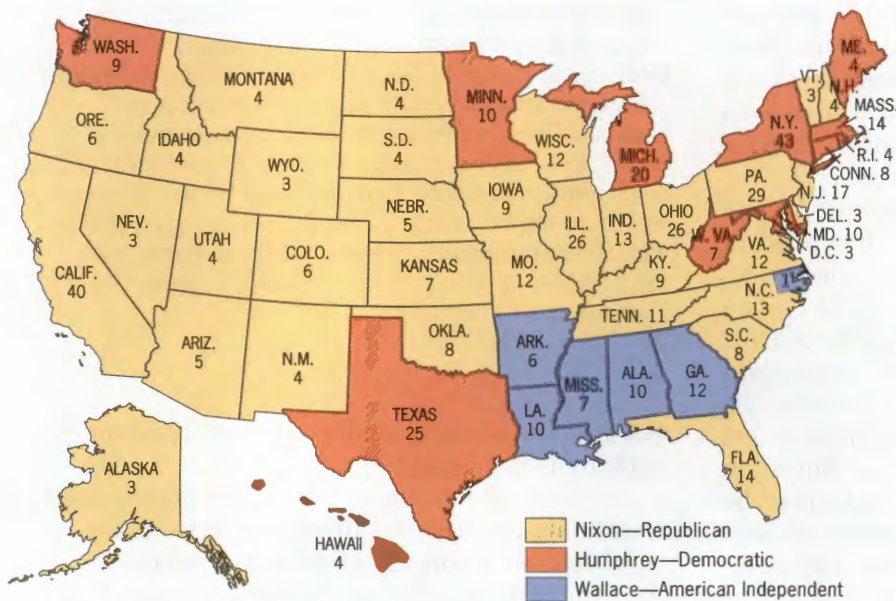 WASH.
9
ORE.
6
CALIF.
40
NEV.
3
IDAHO
4
MONTANA
4
WYO.
3
UTAH
4
ARIZ.
5
COLO.
6
N.M.
4
N.D.
4
S.D.
4
NEBR.
5
KANSAS
7
OKLA.
8
TEXAS
25
MINN.
10
IOWA
9
MO.
12
ARK.
6
LA.
10
WISC.
12
ILL.
26
MICH.
20
IND.
13
OHIO
26
KY.
9
TENN. 11
MISS.
7
ALA.
10
GA.
12
FLA.
14
S.C.
8
N.C.
13
1
VA.
12
W. VA.
7
PA.
29
N.Y.
43
VT.
3
N.H.
4
ME.
4
MASS.
14
R.I. 4
CONN. 8
N.J. 17
DEL. 3
MD. 10
D.C. 3
ALASKA
3
HAWAII
4
Nixon—Republican
Humphrey—Democratic
Wallace—American Independent